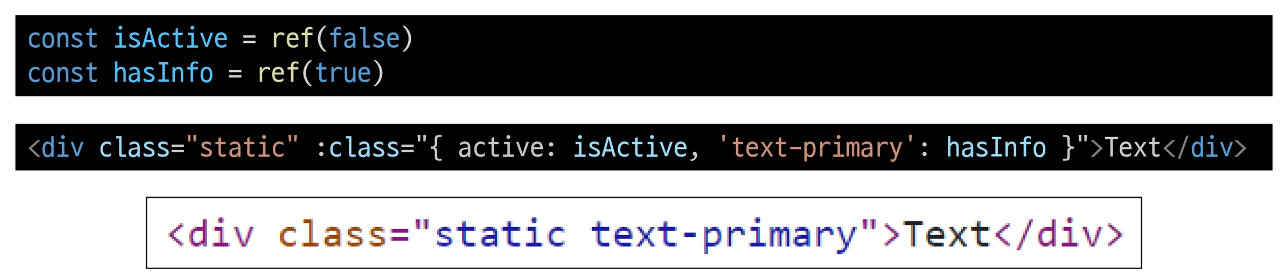 const isActive = ref(false)
const hasInfo = ref(true)
<div class="static" :class="{ active: isActive, 'text-primary': hasInfo }">Text</div>
<div class="static text-primary">Text</div>